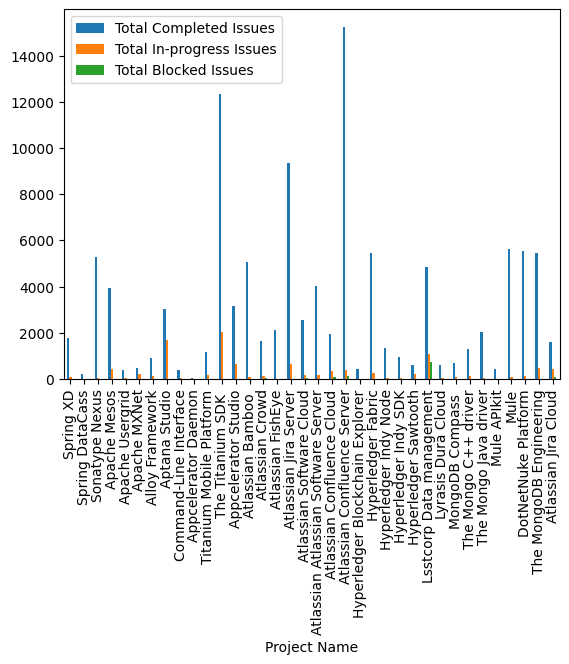 Total Completed Issues
Total In-progress Issues
Total Blocked Issues
14000
12000
10000
8000
6000
4000
2000
0
Spring XD
Spring DataCass
Sonatype Nexus
Apache Mesos
Apache Usergrid
Apache MXNet
Alloy Framework
Aptana Studio
Command-Line Interface
Appcelerator Daemon
Titanium Mobile Platform
The Titanium SDK
Appcelerator Studio
Atlassian Bamboo
Atlassian Crowd
Atlassian FishEye
Atlassian Jira Server
Atlassian Software Cloud
Atlassian Atlassian Software Server
Atlassian Confluence Cloud
Atlassian Confluence Server
Hyperledger Blockchain Explorer
Hyperledger Fabric
Hyperledger Indy Node
Hyperledger Indy SDK
Hyperledger Sawtooth
Lsstcorp Data management
Lyrasis Dura Cloud
MongoDB Compass
The Mongo C++ driver
The Mongo Java driver
Mule APIkit
Mule
DotNetNuke Platform
The MongoDB Engineering
Atlassian Jira Cloud
Project Name